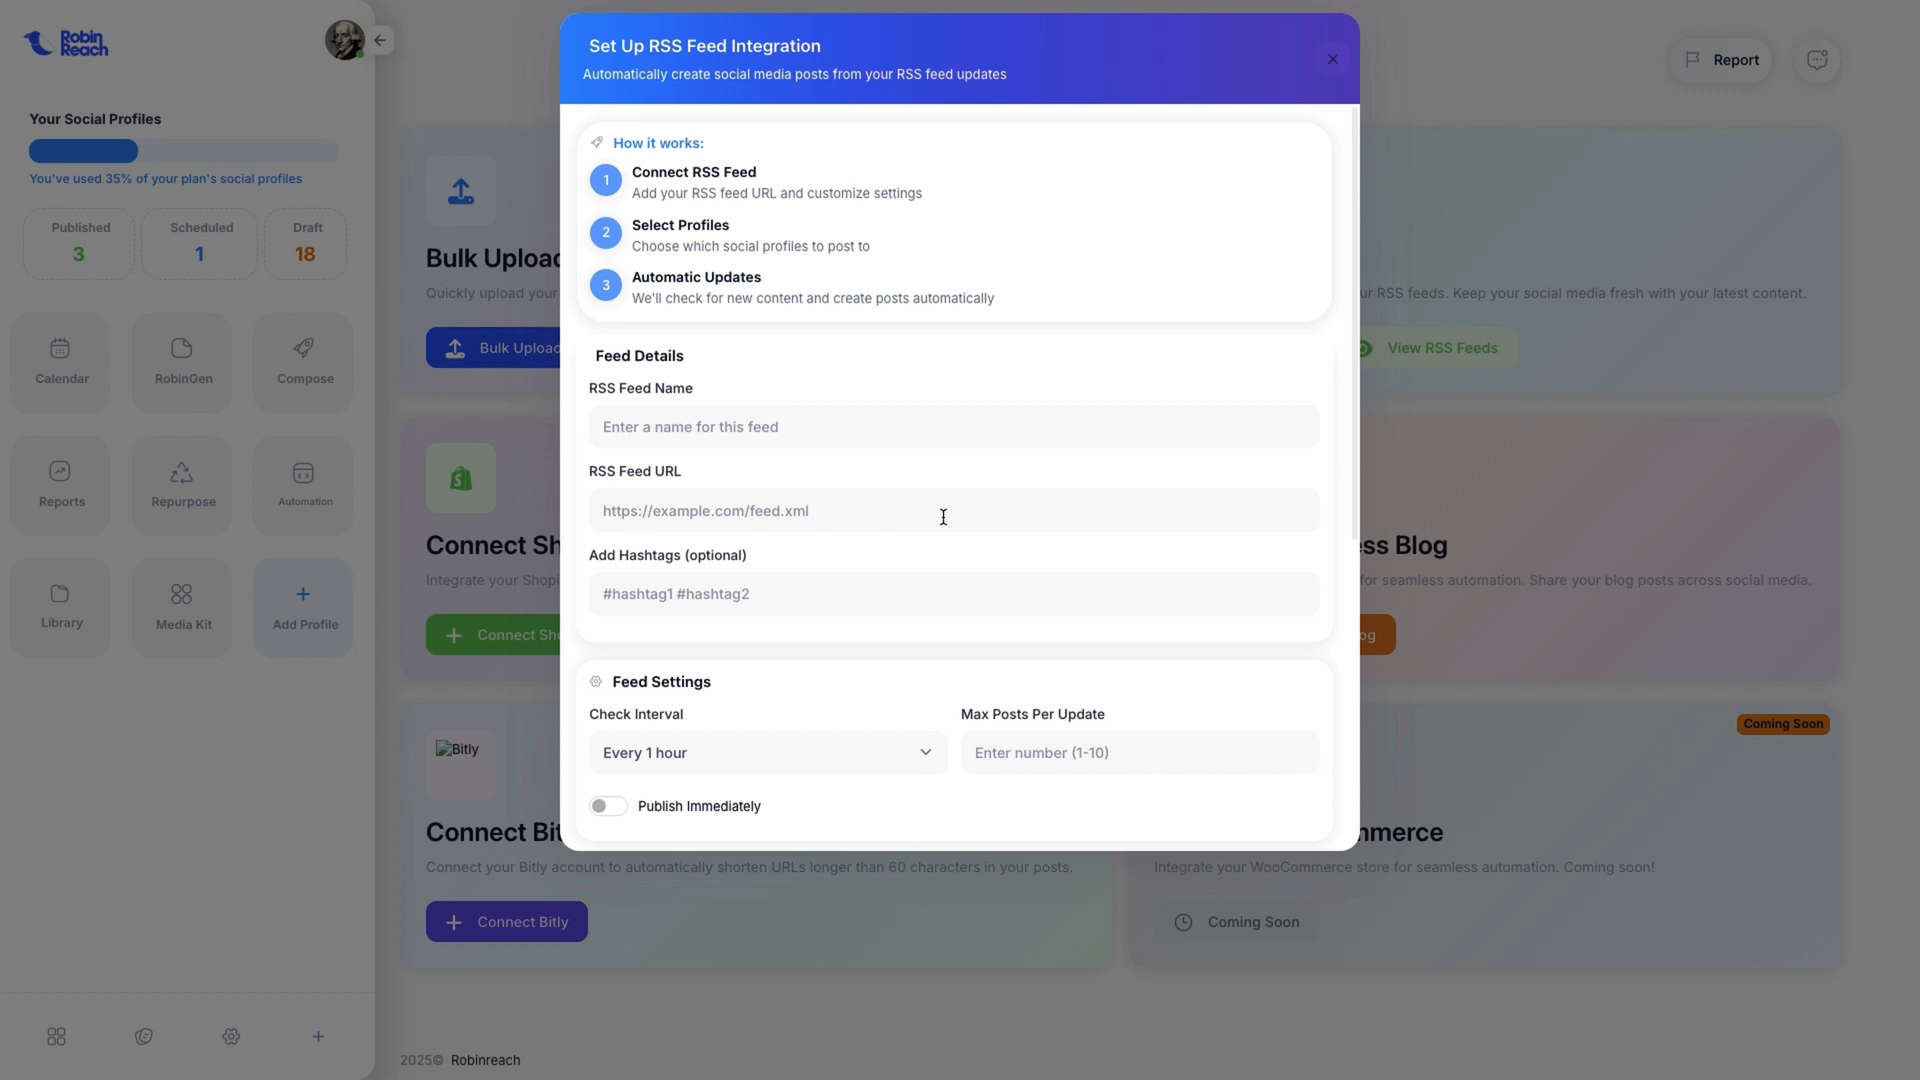 Robin
Reach
Your Social Profiles
You've used 35% of your plan's social profiles
Published
3
Scheduled
1
Draft
18
Calendar
RobinGen
Compose
Reports
Repurpose
Automation
Library
Media Kit
Add Profile
Set Up RSS Feed Integration
Automatically create social media posts from your RSS feed updates
How it works:
1
Connect RSS Feed
Add your RSS feed URL and customize settings
2
Select Profiles
Choose which social profiles to post to
3
Automatic Updates
We'll check for new content and create posts automatically
Feed Details
RSS Feed Name
Enter a name for this feed
RSS Feed URL
https://example.com/feed.xml
Add Hashtags (optional)
#hashtag1 #hashtag2
Feed Settings
Check Interval
Every 1 hour
Max Posts Per Update
Enter number (1-10)
Publish Immediately
Report
Bulk Upload
Quickly upload your
Bulk Upload
RSS feeds. Keep your social media fresh with your latest content.
View RSS Feeds
Connect
Integrate your
Connect
Blog
for seamless automation. Share your blog posts across social media.
Bitly
Connect
Connect your Bitly account to automatically shorten URLs longer than 60 characters in your posts.
Connect Bitly
Coming Soon
Integrate your WooCommerce store for seamless automation. Coming soon!
Coming Soon
2025© Robinreach